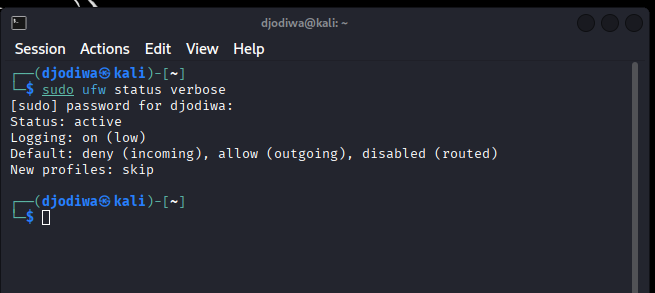 djodiwa@kali: ~
Session Actions Edit View Help
┌──(djodiwa㉿kali)-[~]
└─$ sudo ufw status verbose
[sudo] password for djodiwa:
Status: active
Logging: on (low)
Default: deny (incoming), allow (outgoing), disabled (routed)
New profiles: skip
┌──(djodiwa㉿kali)-[~]
└─$